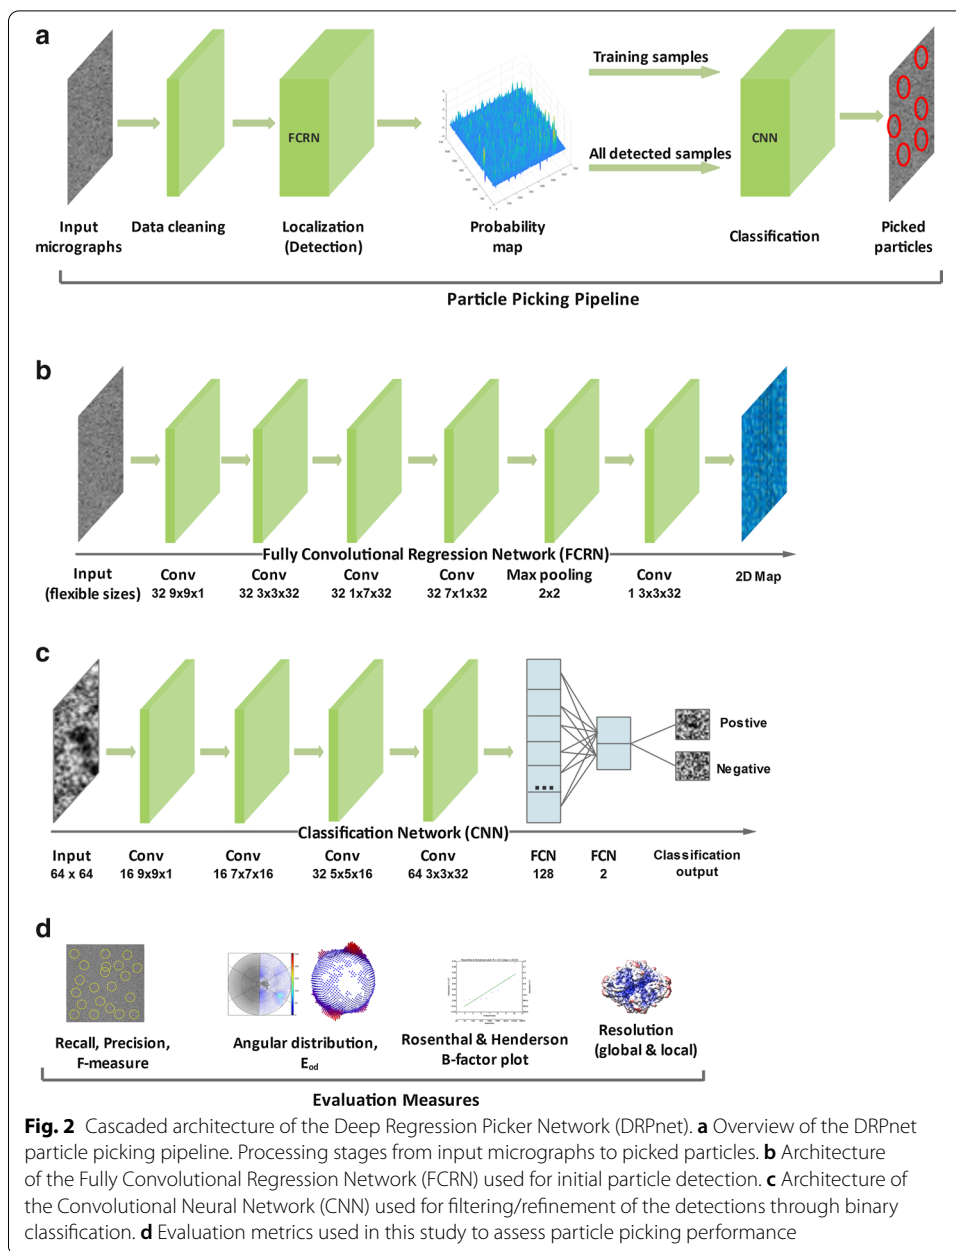 a
Training samples
FCRN
CNN
All detected samples
Input
micrographs
Data cleaning
Localization
(Detection)
Probability
map
Classification
Picked
particles
Particle Picking Pipeline
b
Fully Convolutional Regression Network (FCRN)
Input
(flexible sizes)
Conv
32 9x9x1
Conv
32 3x3x32
Conv
32 1x7x32
Conv
32 7x1x32
Max pooling
2x2
Conv
1 3x3x32
2D Map
c
Postive
Negative
Classification Network (CNN)
Input
64 x 64
Conv
16 9x9x1
Conv
16 7x7x16
Conv
32 5x5x16
Conv
64 3x3x32
FCN
128
FCN
2
Classification
output
d
Recall, Precision,
F-measure
Angular distribution,
Eod
Rosenthal & Henderson
B-factor plot
Resolution
(global & local)
Evaluation Measures
Fig. 2 Cascaded architecture of the Deep Regression Picker Network (DRPnet). a Overview of the DRPnet
particle picking pipeline. Processing stages from input micrographs to picked particles. b Architecture
of the Fully Convolutional Regression Network (FCRN) used for initial particle detection. c Architecture of
the Convolutional Neural Network (CNN) used for filtering/refinement of the detections through binary
classification. d Evaluation metrics used in this study to assess particle picking performance